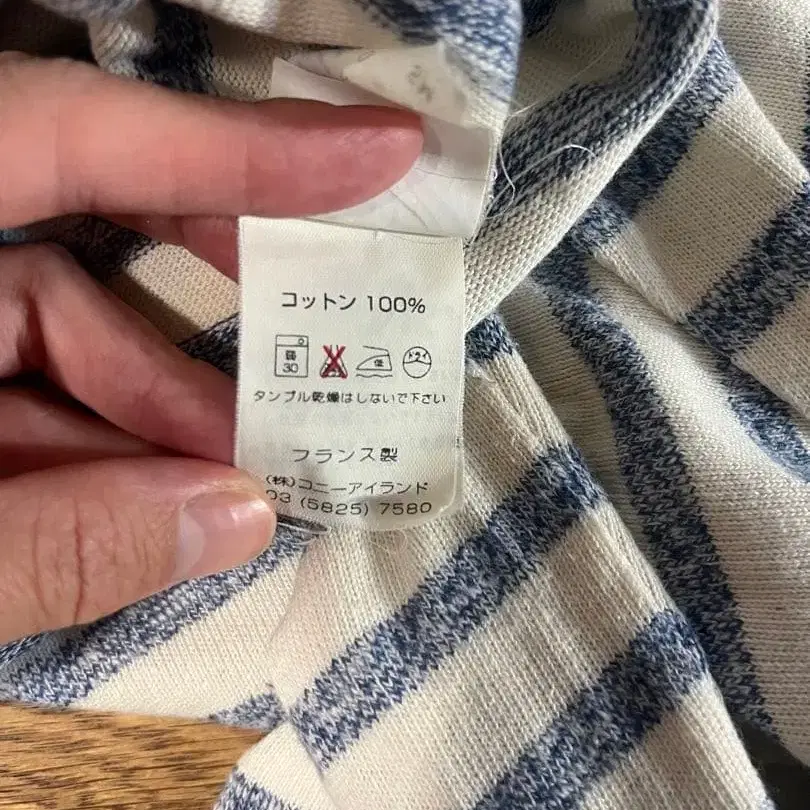 コットン 100%
弱
30
低
ドライ
タンブル乾燥はしないで下さい
フランス製
(株)コニーアイランド
03 (5825) 7580